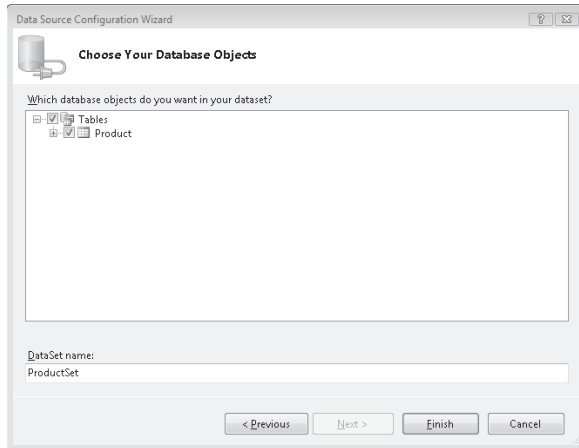 Data Source Configuration Wizard
Choose Your Database Objects
Which database objects do you want in your dataset?
Tables
Product
DataSet name:
ProductSet
< Previous
Next >
Finish
Cancel